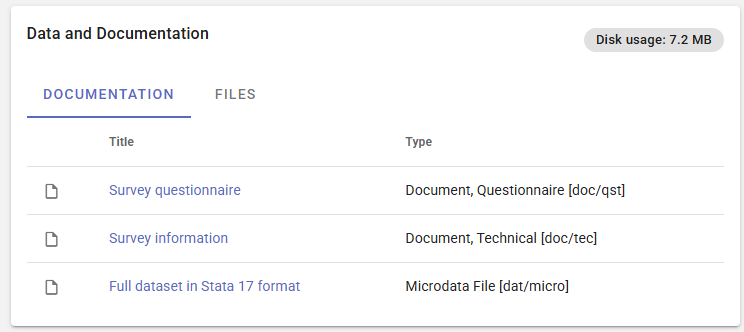 Data and Documentation
Disk usage: 7.2 MB
DOCUMENTATION FILES
Title Type
Survey questionnaire Document, Questionnaire [doc/qst]
Survey information Document, Technical [doc/tec]
Full dataset in Stata 17 format Microdata File [dat/micro]